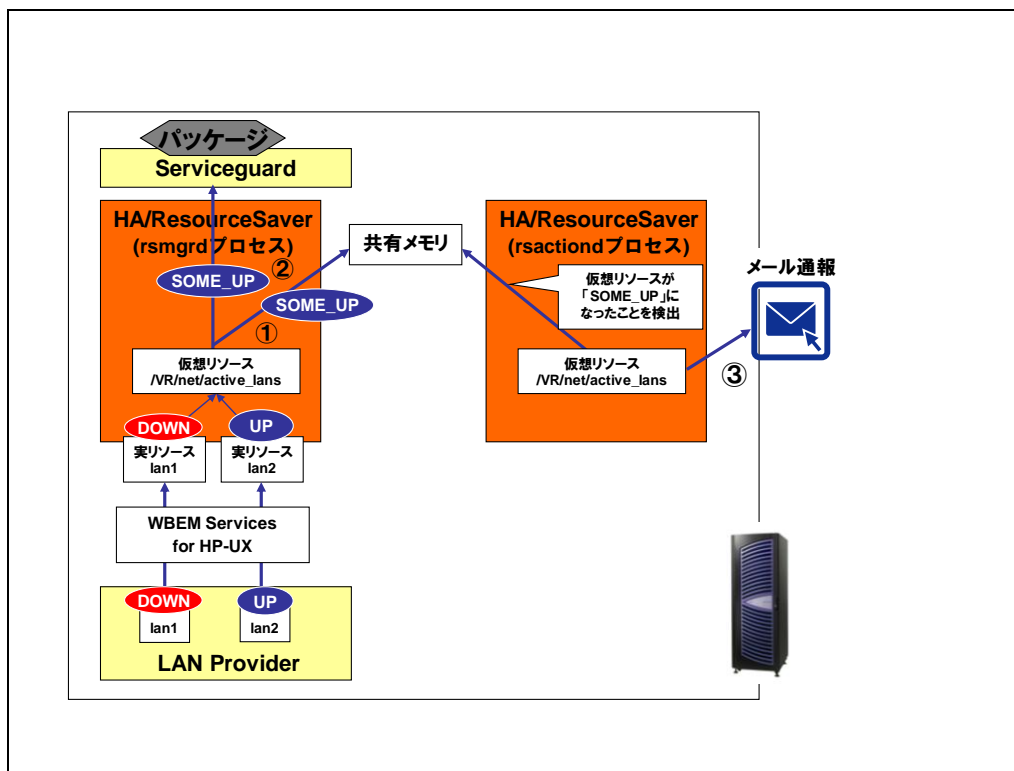 パッケージ
Serviceguard
HA/ResourceSaver
(rsmgrdプロセス)
SOME_UP
②
SOME_UP
①
仮想リソース
/VR/net/active_lans
DOWN
UP
実リソース
lan1
実リソース
lan2
WBEM Services
for HP-UX
DOWN
UP
lan1
lan2
LAN Provider
共有メモリ
HA/ResourceSaver
(rsactiondプロセス)
仮想リソースが
「SOME_UP」に
なったことを検出
仮想リソース
/VR/net/active_lans
③
メール通報